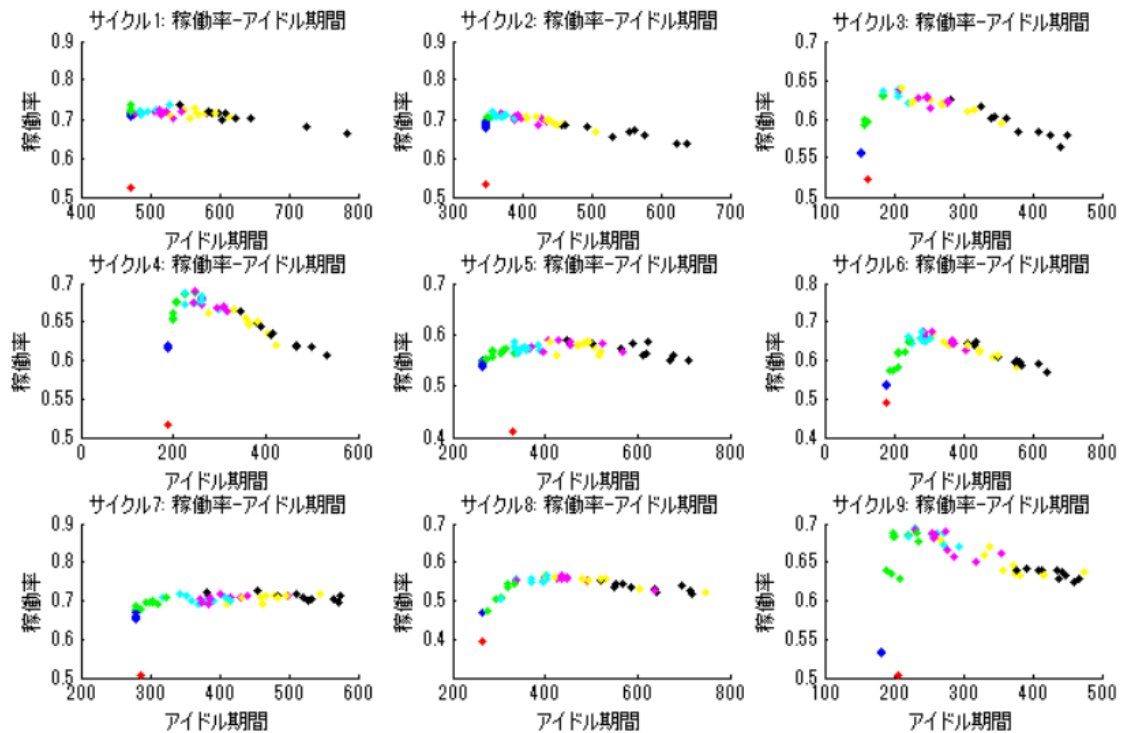 サイクル1: 稼働率-アイドル期間
0.9
0.8
0.7
0.6
0.5
稼働率
400 500 600 700 800
アイドル期間
サイクル2: 稼働率-アイドル期間
0.9
0.8
0.7
0.6
0.5
稼働率
300 400 500 600 700
アイドル期間
サイクル3: 稼働率-アイドル期間
0.7
0.65
0.6
0.55
0.5
稼働率
100 200 300 400 500
アイドル期間
サイクル4: 稼働率-アイドル期間
0.7
0.65
0.6
0.55
0.5
稼働率
0 200 400 600
アイドル期間
サイクル5: 稼働率-アイドル期間
0.7
0.6
0.5
0.4
稼働率
200 400 600 800
アイドル期間
サイクル6: 稼働率-アイドル期間
0.8
0.7
0.6
0.5
0.4
稼働率
0 200 400 600 800
アイドル期間
サイクル7: 稼働率-アイドル期間
0.9
0.8
0.7
0.6
0.5
稼働率
200 300 400 500 600
アイドル期間
サイクル8: 稼働率-アイドル期間
0.7
0.6
0.5
0.4
稼働率
200 400 600 800
アイドル期間
サイクル9: 稼働率-アイドル期間
0.7
0.65
0.6
0.55
0.5
稼働率
100 200 300 400 500
アイドル期間